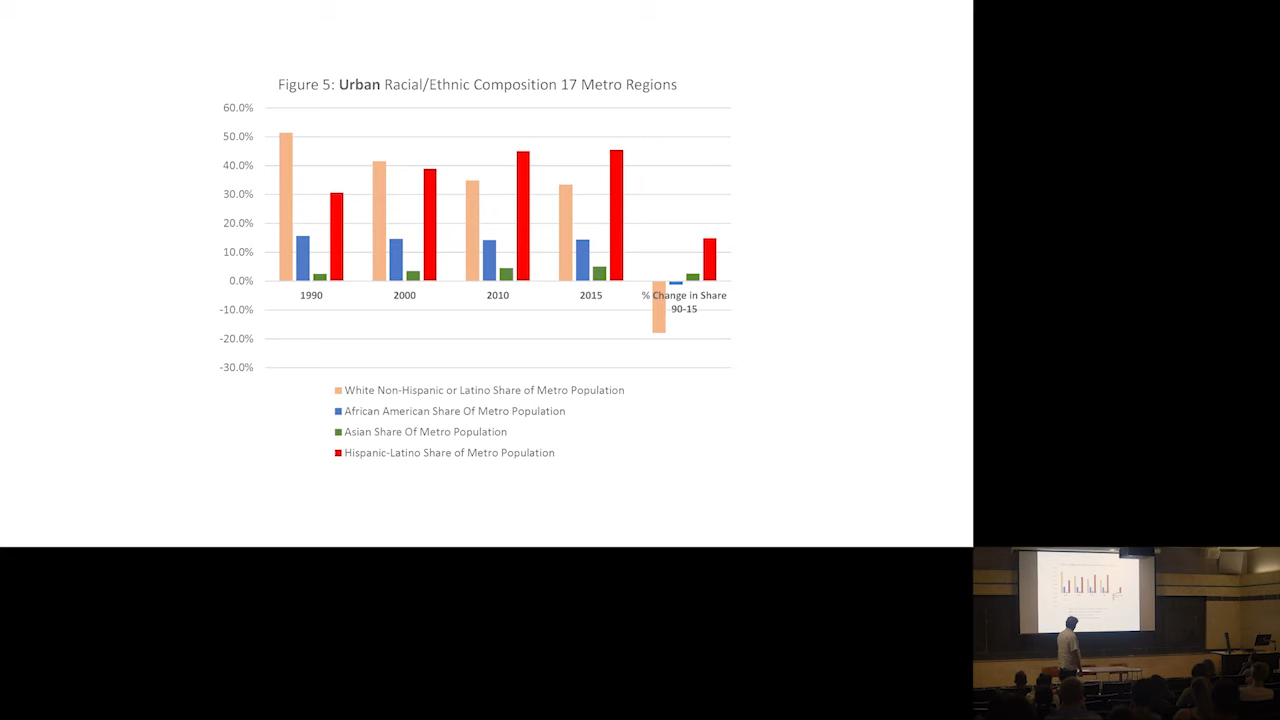 Figure 5: Urban Racial/Ethnic Composition 17 Metro Regions
60.0%
50.0%
40.0%
30.0%
20.0%
10.0%
0.0%
-10.0%
-20.0%
-30.0%
1990
2000
2010
2015
% Change in Share
90-15
White Non-Hispanic or Latino Share of Metro Population
African American Share Of Metro Population
Asian Share Of Metro Population
Hispanic-Latino Share of Metro Population